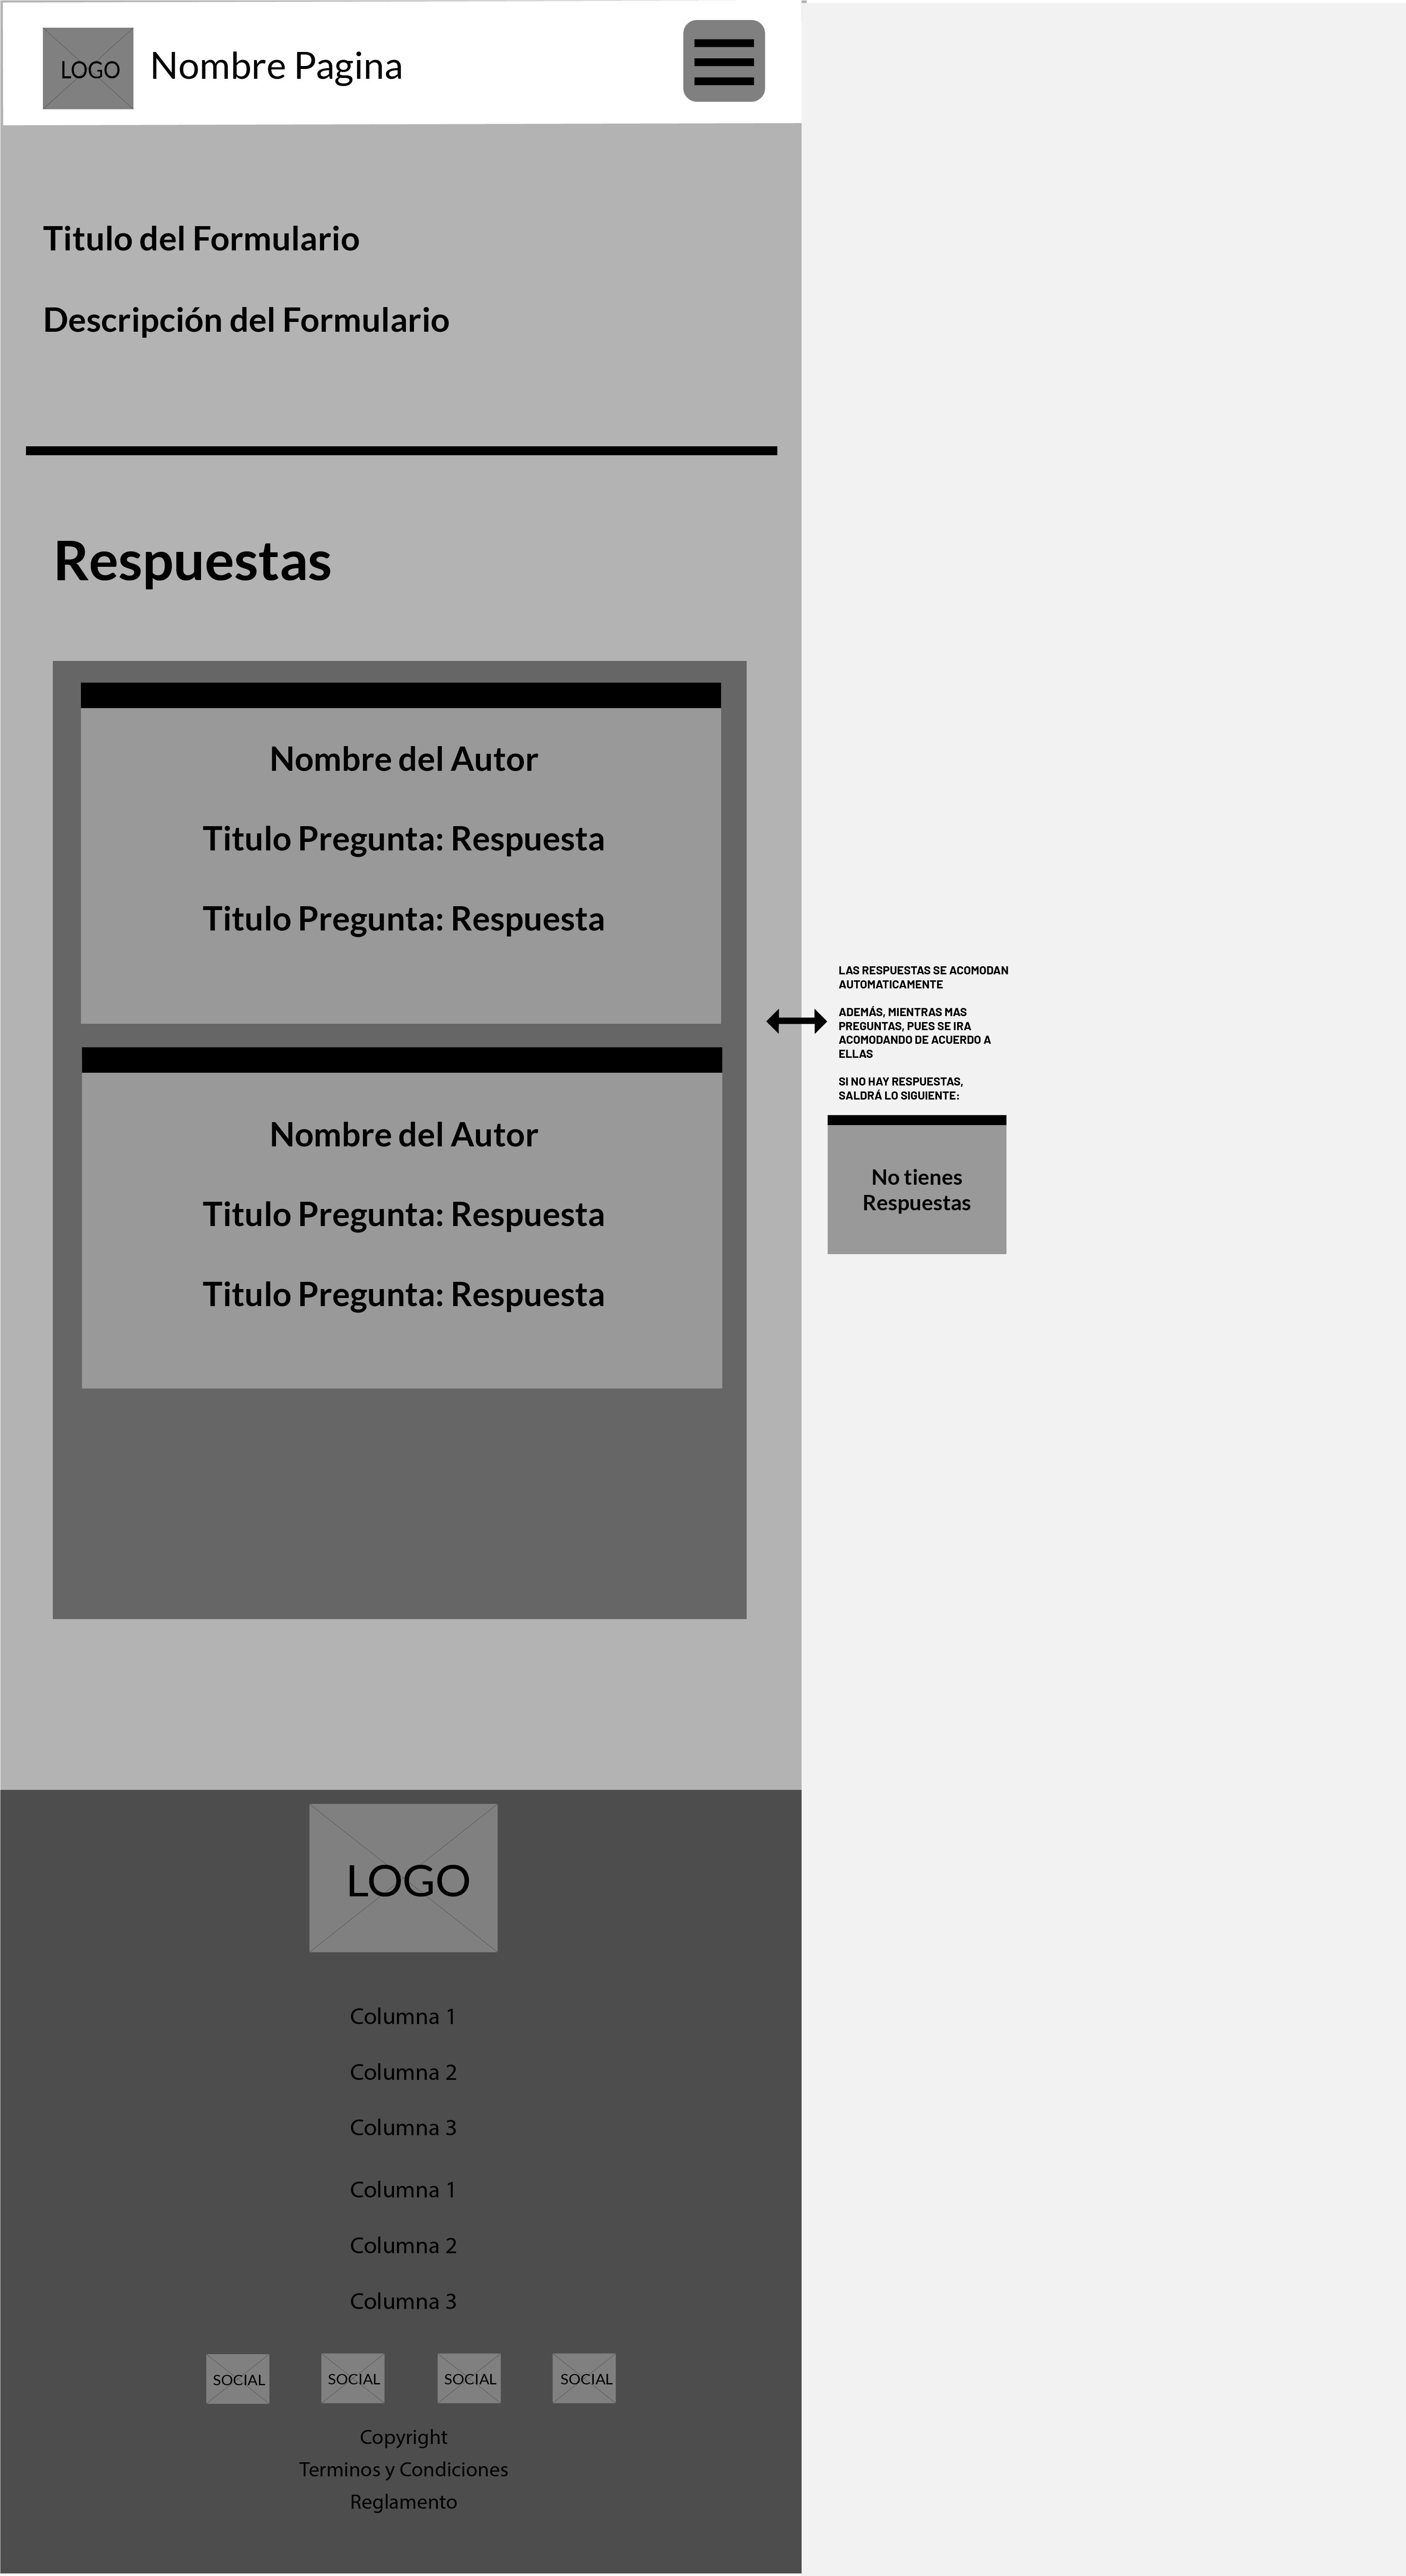 LOGO
Nombre Pagina
Titulo del Formulario
Descripción del Formulario
Respuestas
Nombre del Autor
Titulo Pregunta: Respuesta
Titulo Pregunta: Respuesta
Nombre del Autor
Titulo Pregunta: Respuesta
Titulo Pregunta: Respuesta
LAS RESPUESTAS SE ACOMODAN
AUTOMATICAMENTE
ADEMÁS, MIENTRAS MAS
PREGUNTAS, PUES SE IRA
ACOMODANDO DE ACUERDO A
ELLAS
SI NO HAY RESPUESTAS,
SALDRÁ LO SIGUIENTE:
No tienes
Respuestas
LOGO
Columna 1
Columna 2
Columna 3
Columna 1
Columna 2
Columna 3
SOCIAL SOCIAL SOCIAL SOCIAL
Copyright
Terminos y Condiciones
Reglamento